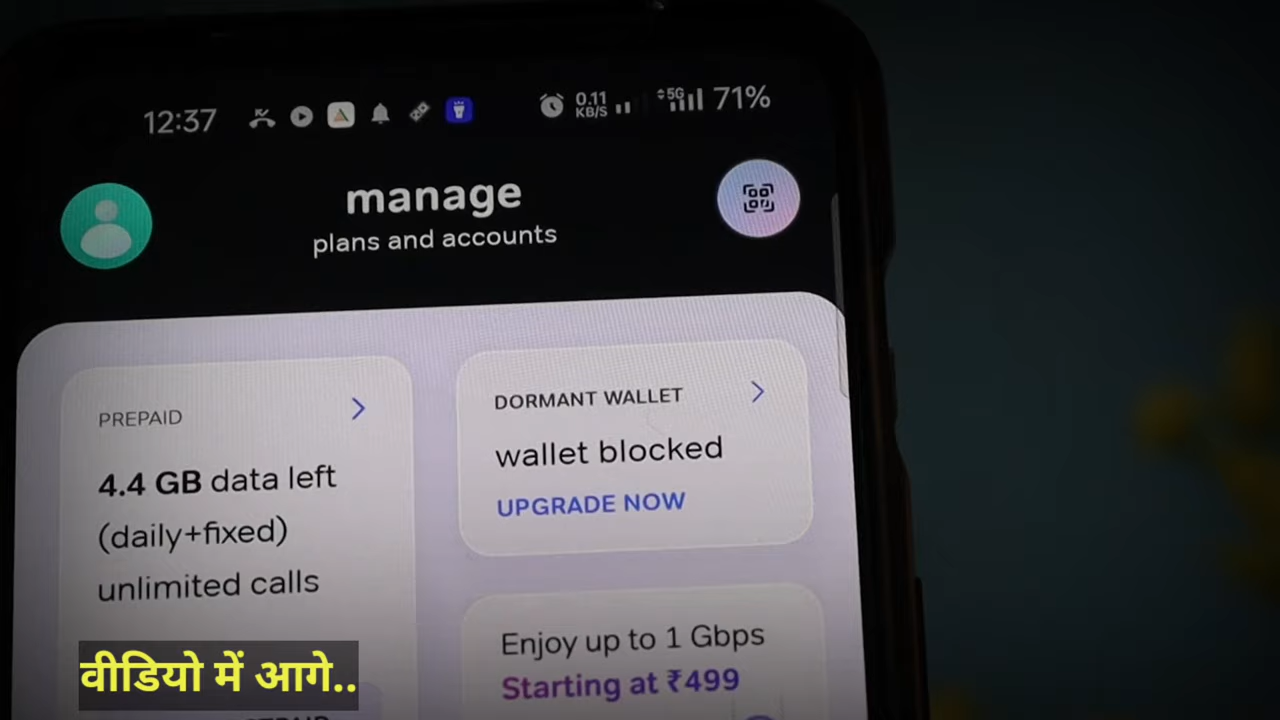 12:37
0.11
KB/S
5G
71%
manage
plans and accounts
PREPAID
4.4 GB data left
(daily+fixed)
unlimited calls
DORMANT WALLET
wallet blocked
UPGRADE NOW
Enjoy up to 1 Gbps
Starting at ₹499
वीडियो में आगे..